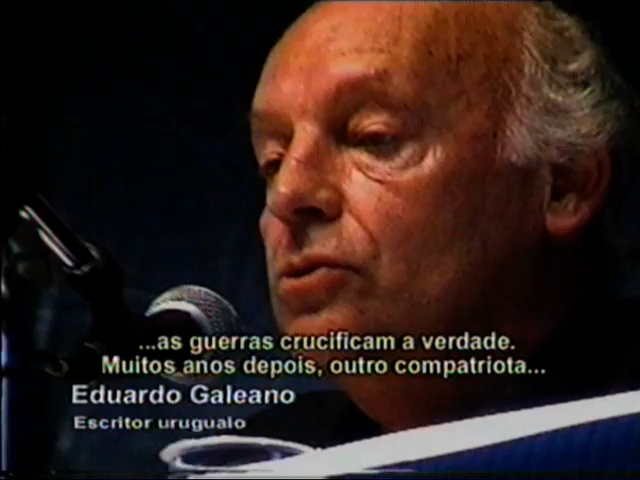 ...as guerras crucificam a verdade.
Muitos anos depois, outro compatriota...
Eduardo Galeano
Escritor uruguaio